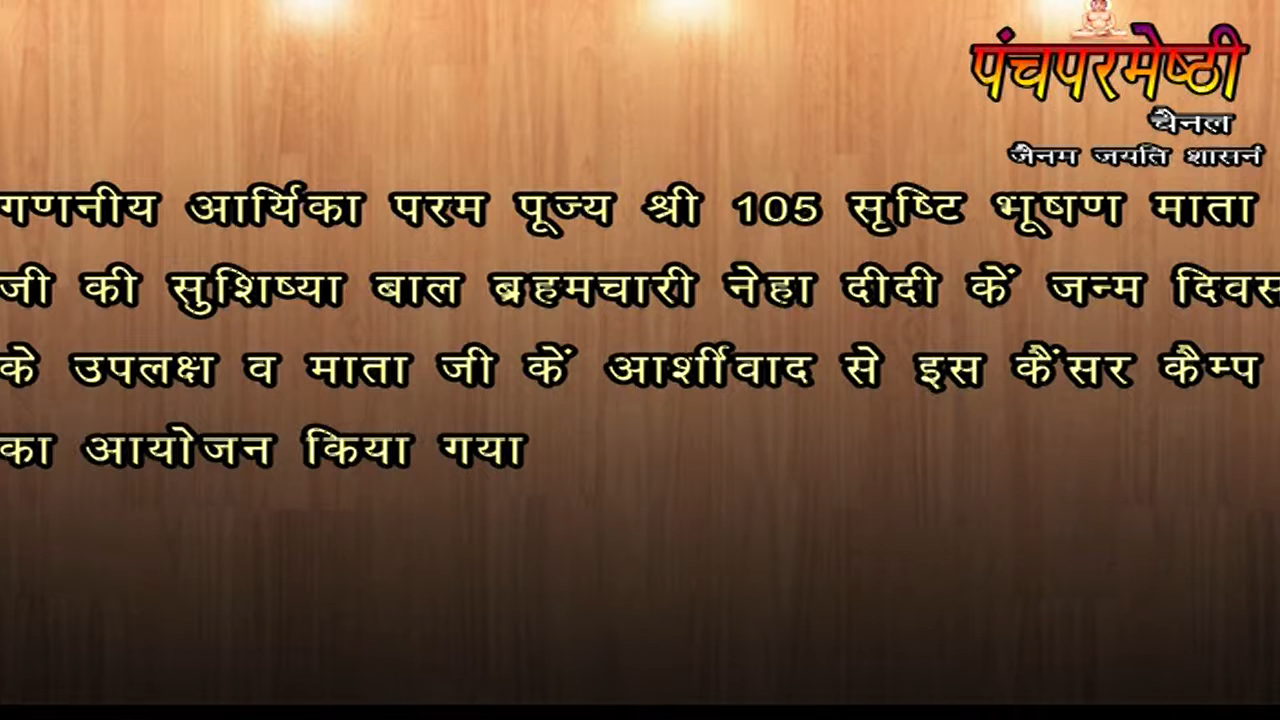 पंचपरमेष्ठी
चैनल
जैनम जयति शासनं
गणनीय आर्यिका परम पूज्य श्री 105 सृष्टि भूषण माता
जी की सुशिष्या बाल ब्रहमचारी नेहा दीदी कें जन्म दिवस
के उपलक्ष व माता जी कें आर्शीवाद से इस कैंसर कैम्प
का आयोजन किया गया